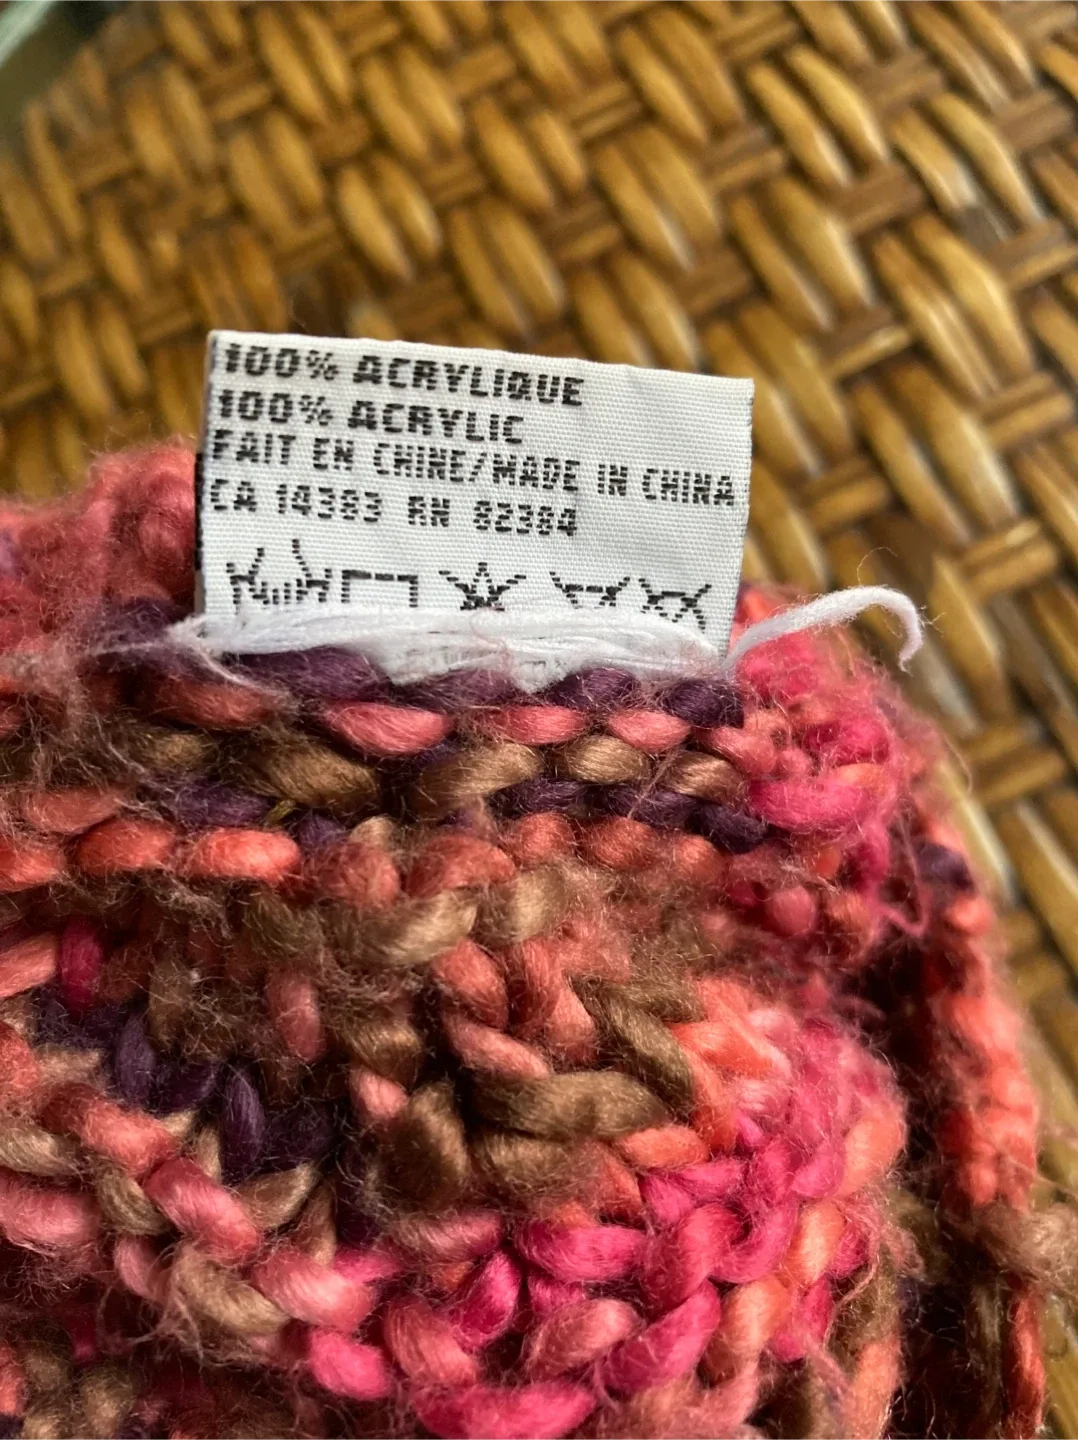 100% ACRYLIQUE
100% ACRYLIC
FAIT EN CHINE/MADE IN CHINA
CA 14383 RN 82384